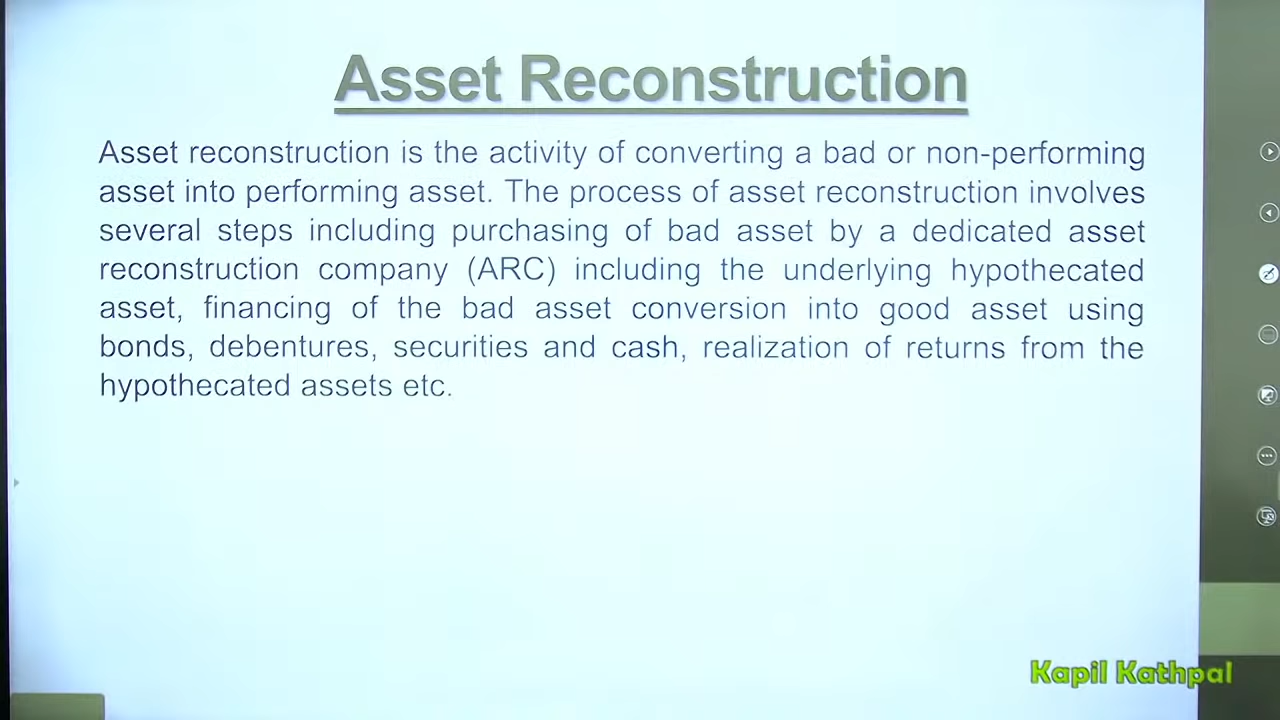 Asset Reconstruction
Asset reconstruction is the activity of converting a bad or non-performing
asset into performing asset. The process of asset reconstruction involves
several steps including purchasing of bad asset by a dedicated asset
reconstruction company (ARC) including the underlying hypothecated
asset, financing of the bad asset conversion into good asset using
bonds, debentures, securities and cash, realization of returns from the
hypothecated assets etc.
Kapil Kathpal